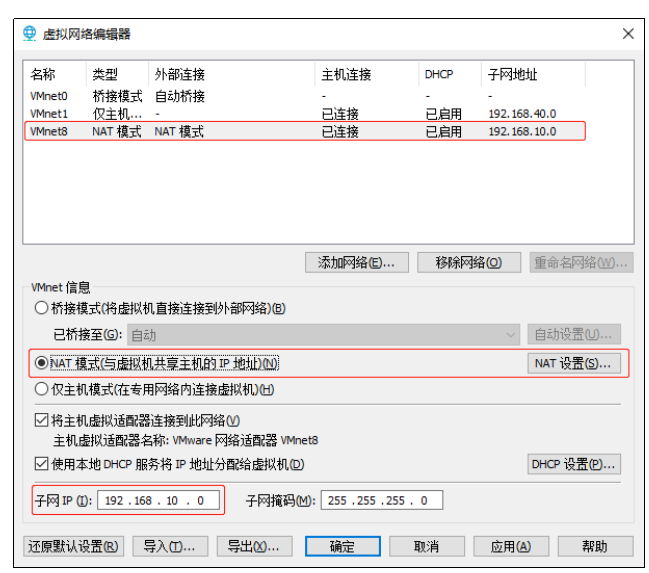 虚拟网络编辑器
名称 类型 外部连接 主机连接 DHCP 子网地址
VMnet0 桥接模式 自动桥接 - - -
VMnet1 仅主机... - 已连接 已启用 192.168.40.0
VMnet8 NAT 模式 NAT 模式 已连接 已启用 192.168.10.0
添加网络(E)... 移除网络(O) 重命名网络(W)...
VMnet 信息
桥接模式(将虚拟机直接连接到外部网络)(B)
已桥接至(G): 自动 自动设置(U)...
NAT 模式(与虚拟机共享主机的 IP 地址)(N) NAT 设置(S)...
仅主机模式(在专用网络内连接虚拟机)(H)
将主机虚拟适配器连接到此网络(V)
主机虚拟适配器名称: VMware 网络适配器 VMnet8
使用本地 DHCP 服务将 IP 地址分配给虚拟机(D) DHCP 设置(P)...
子网 IP (I): 192 . 168 . 10 . 0 子网掩码(M): 255 . 255 . 255 . 0
还原默认设置(R) 导入(T)... 导出(X)... 确定 取消 应用(A) 帮助